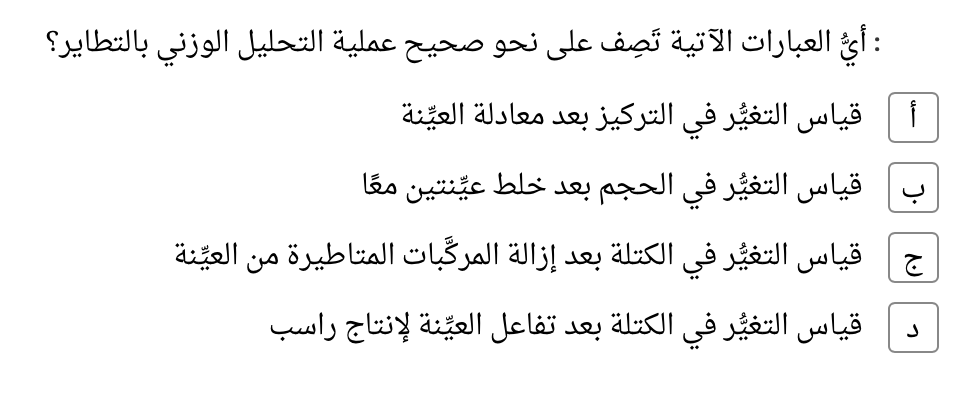 : أيُّ العبارات الآتية تَصِف على نحو صحيح عملية التحليل الوزني بالتطاير؟
أ قياس التغيُّر في التركيز بعد معادلة العيِّنة
ب قياس التغيُّر في الحجم بعد خلط عيِّنتين معًا
ج قياس التغيُّر في الكتلة بعد إزالة المركَّبات المتاطيرة من العيِّنة
د قياس التغيُّر في الكتلة بعد تفاعل العيِّنة لإنتاج راسب